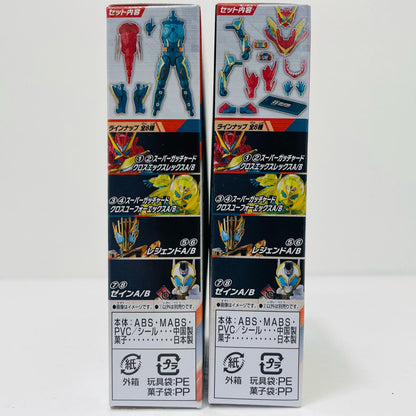 セット内容
ラインナップ 全8種
①②スーパーガッチャード
クロスエックスレックスA/B
③④スーパーガッチャード
クロスユーフォーエックスA/B
⑤⑥
レジェンドA/B
⑦⑧
ゼインA/B
本体：ABS・MABS・
PVC／シール・・・中国製
菓子・・・・・・・・・日本製
紙
外箱
プラ
玩具袋:PE
菓子袋:PP
セット内容
ラインナップ 全8種
①②スーパーガッチャード
クロスエックスレックスA/B
③④スーパーガッチャード
クロスユーフォーエックスA/B
⑤⑥
レジェンドA/B
⑦⑧
ゼインA/B
本体：ABS・MABS・
PVC／シール・・・中国製
菓子・・・・・・・・・日本製
紙
外箱
プラ
玩具袋:PE
菓子袋:PP